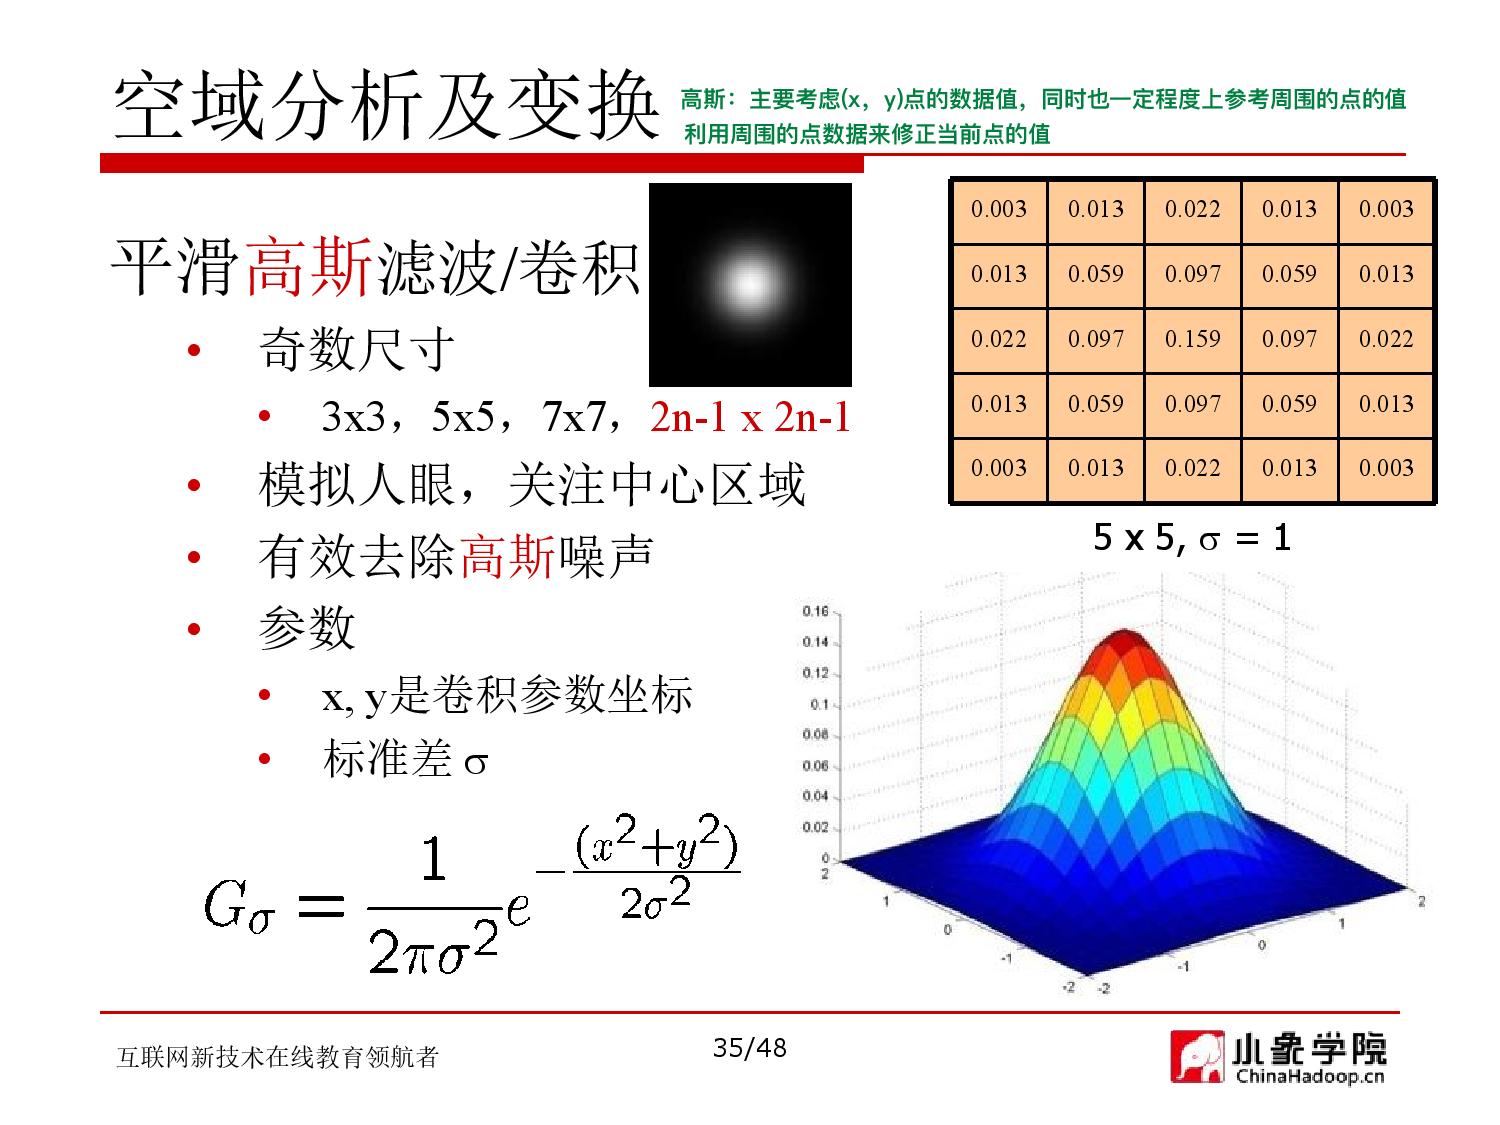 空域分析及变换
高斯：主要考虑(x，y)点的数据值，同时也一定程度上参考周围的点的值
利用周围的点数据来修正当前点的值
平滑高斯滤波/卷积
• 奇数尺寸
• 3x3，5x5，7x7，2n-1 x 2n-1
• 模拟人眼，关注中心区域
• 有效去除高斯噪声
• 参数
• x, y是卷积参数坐标
• 标准差 σ
G_σ = 1/(2πσ^2) e^{-(x^2+y^2)/(2σ^2)}
0.003 0.013 0.022 0.013 0.003
0.013 0.059 0.097 0.059 0.013
0.022 0.097 0.159 0.097 0.022
0.013 0.059 0.097 0.059 0.013
0.003 0.013 0.022 0.013 0.003
5 x 5, σ = 1
0.16
0.14
0.12
0.1
0.08
0.06
0.04
0.02
0
2
1
0
-1
-2
-2
-1
0
1
2
互联网新技术在线教育领航者
35/48
小象学院
ChinaHadoop.cn